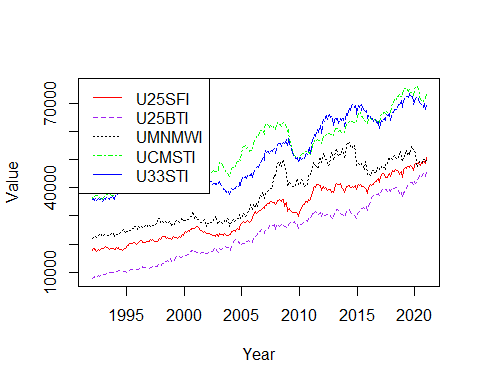 U25SFI
U25BTI
UMNMWI
UCMSTI
U33STI
Value
10000
40000
70000
1995
2000
2005
2010
2015
2020
Year